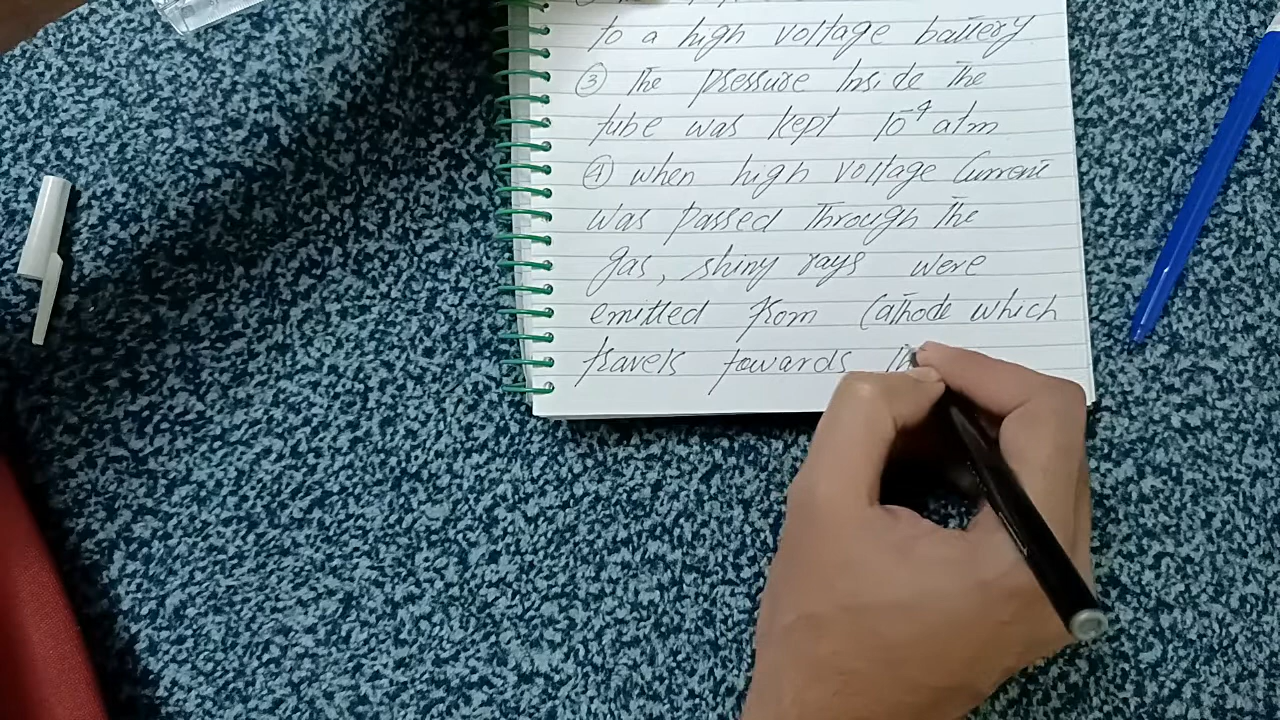 to a high voltage battery
③ The pressure Inside The
tube was kept 10⁻⁴ atm
④ when high voltage Current
was passed Through The
gas, shiny rays were
emitted from Cathode which
travels towards